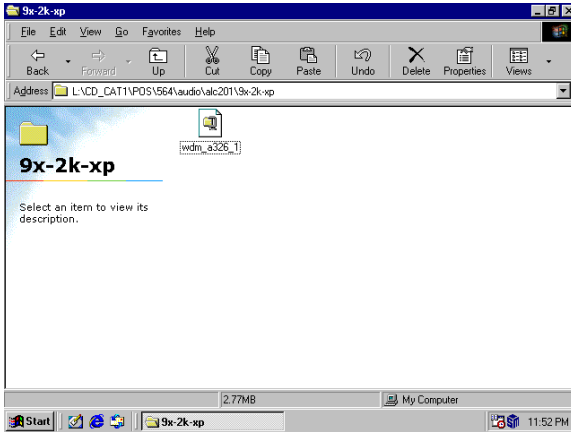 9x-2k-xp
File Edit View Go Favorites Help
Back Forward Up Cut Copy Paste Undo Delete Properties Views
Address L:\CD_CAT1\POS\564\audio\alc201\9x-2k-xp
wdm_a326_1
9x-2k-xp
Select an item to view its
description.
2.77MB My Computer
Start 9x-2k-xp 11:52 PM